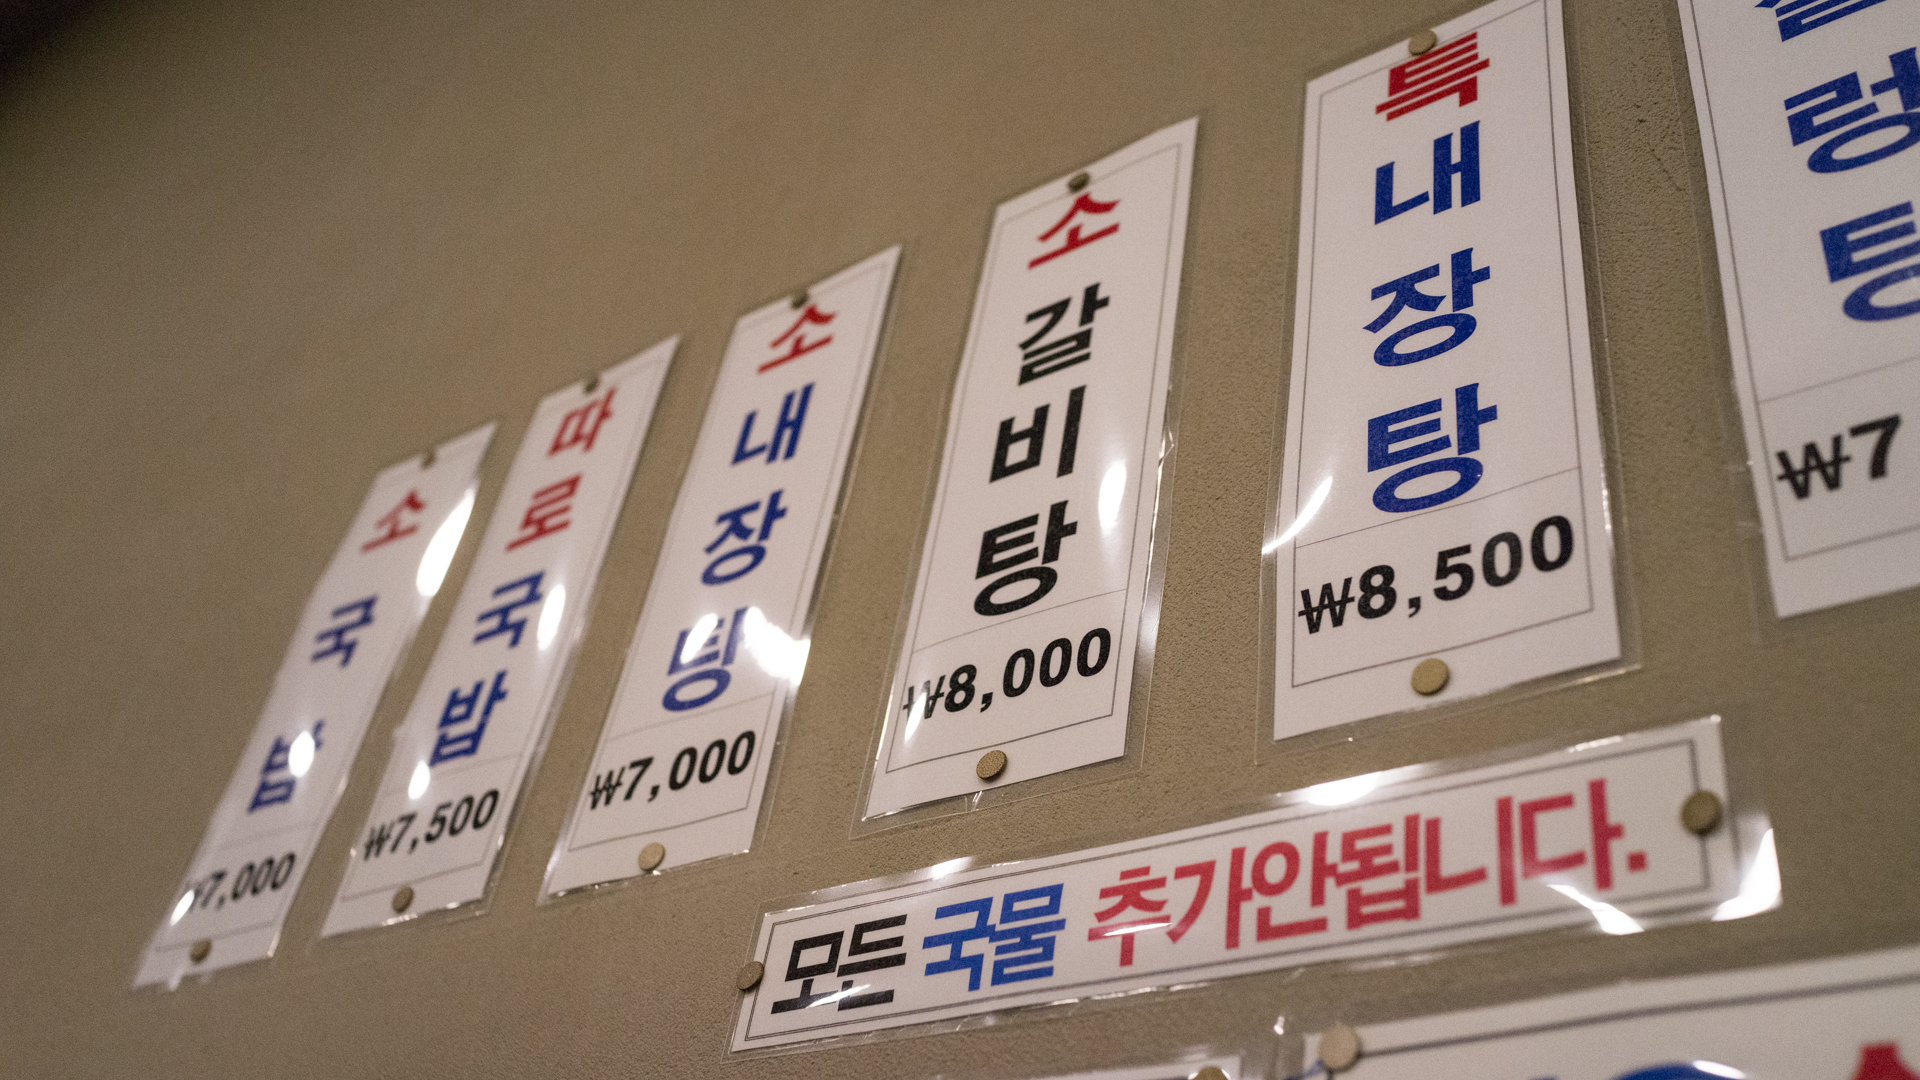 소국밥
₩7,000
따로국밥
₩7,500
소내장탕
₩7,000
소갈비탕
₩8,000
특내장탕
₩8,500
설렁탕
₩7
모든 국물 추가안됩니다.